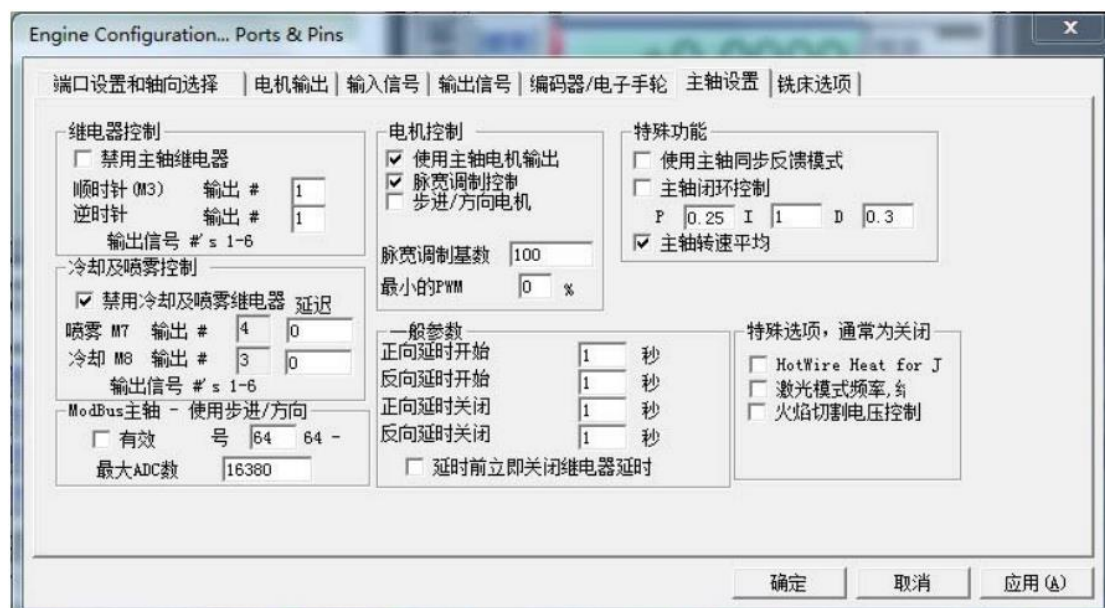 Engine Configuration... Ports & Pins
x
端口设置和轴向选择 电机输出 输入信号 输出信号 编码器/电子手轮 主轴设置 铣床选项
继电器控制
禁用主轴继电器
顺时针(M3) 输出 # 1
逆时针 输出 # 1
输出信号 #'s 1-6
冷却及喷雾控制
禁用冷却及喷雾继电器 延迟
喷雾 M7 输出 # 4 0
冷却 M8 输出 # 3 0
输出信号 #'s 1-6
ModBus主轴 - 使用步进/方向
有效 号 64 64 -
最大ADC数 16380
电机控制
使用主轴电机输出
脉宽调制控制
步进/方向电机
脉宽调制基数 100
最小的PWM 0 %
一般参数
正向延时开始 1 秒
反向延时开始 1 秒
正向延时关闭 1 秒
反向延时关闭 1 秒
延时前立即关闭继电器延时
特殊功能
使用主轴同步反馈模式
主轴闭环控制
P 0.25 I 1 D 0.3
主轴转速平均
特殊选项，通常为关闭
HotWire Heat for J
激光模式频率,
火焰切割电压控制
确定 取消 应用(A)